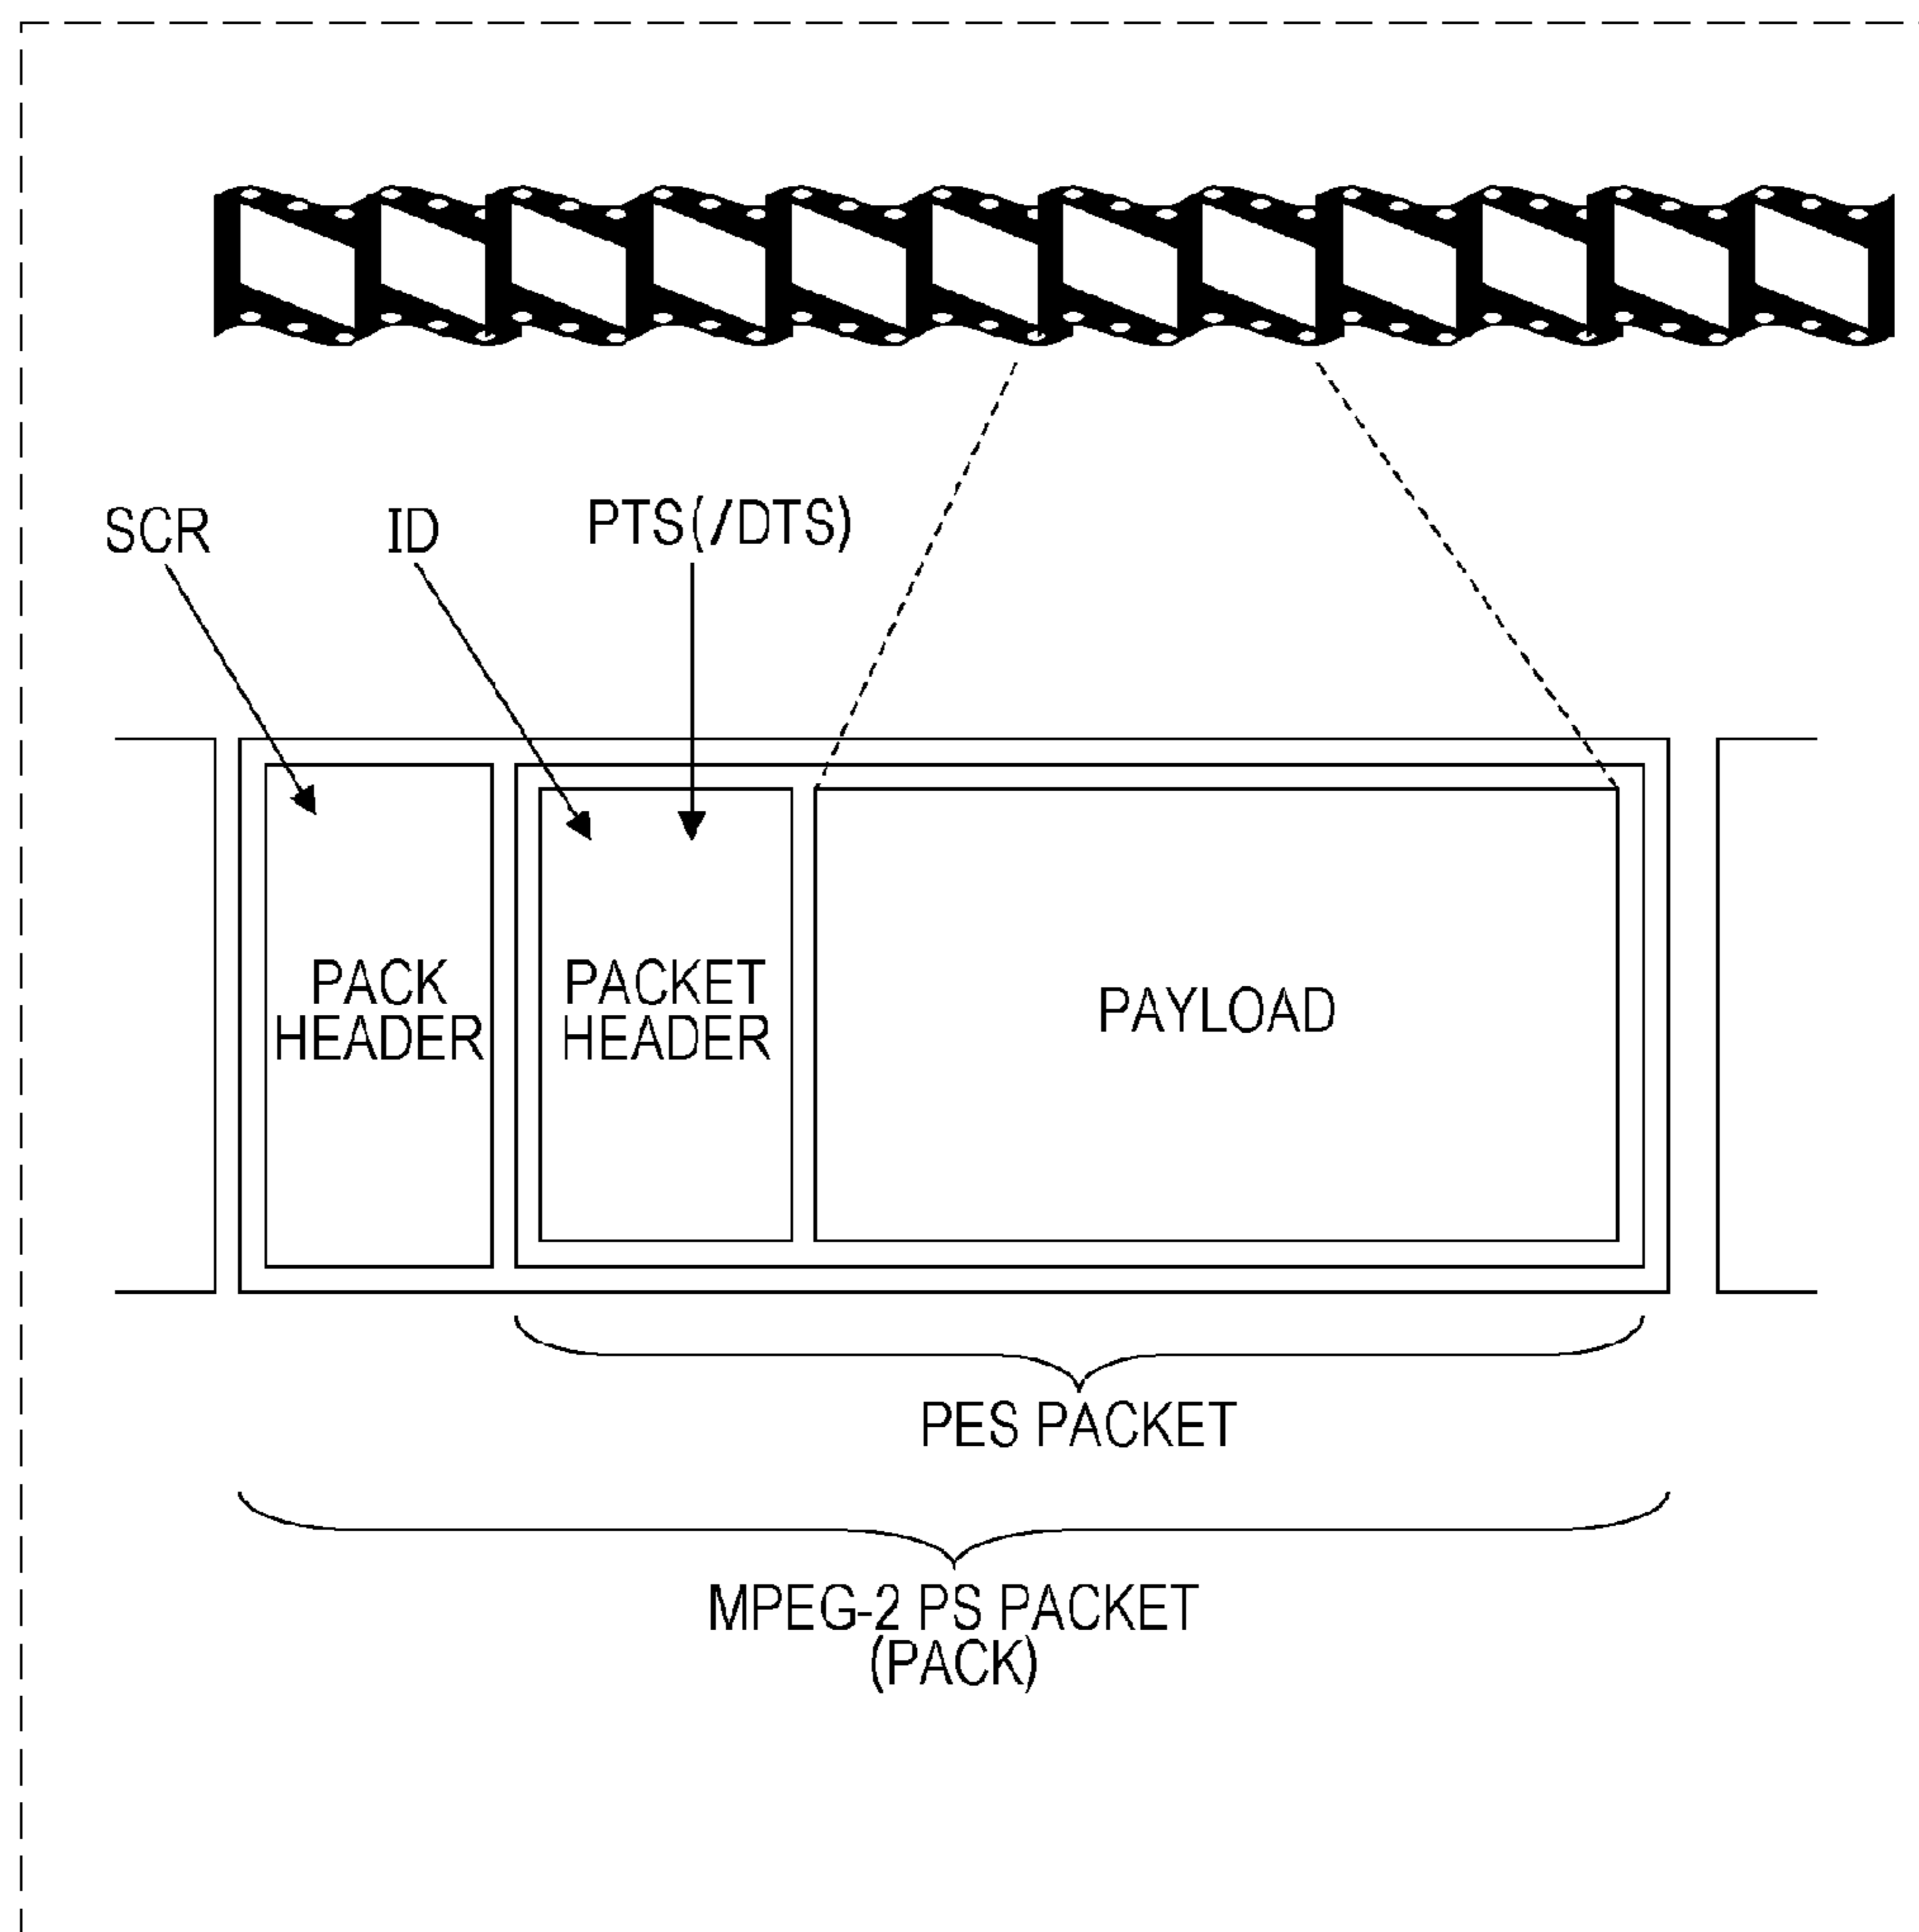 SCR
ID
PTS(/DTS)
PACK
HEADER
PACKET
HEADER
PAYLOAD
PES PACKET
MPEG-2 PS PACKET
(PACK)